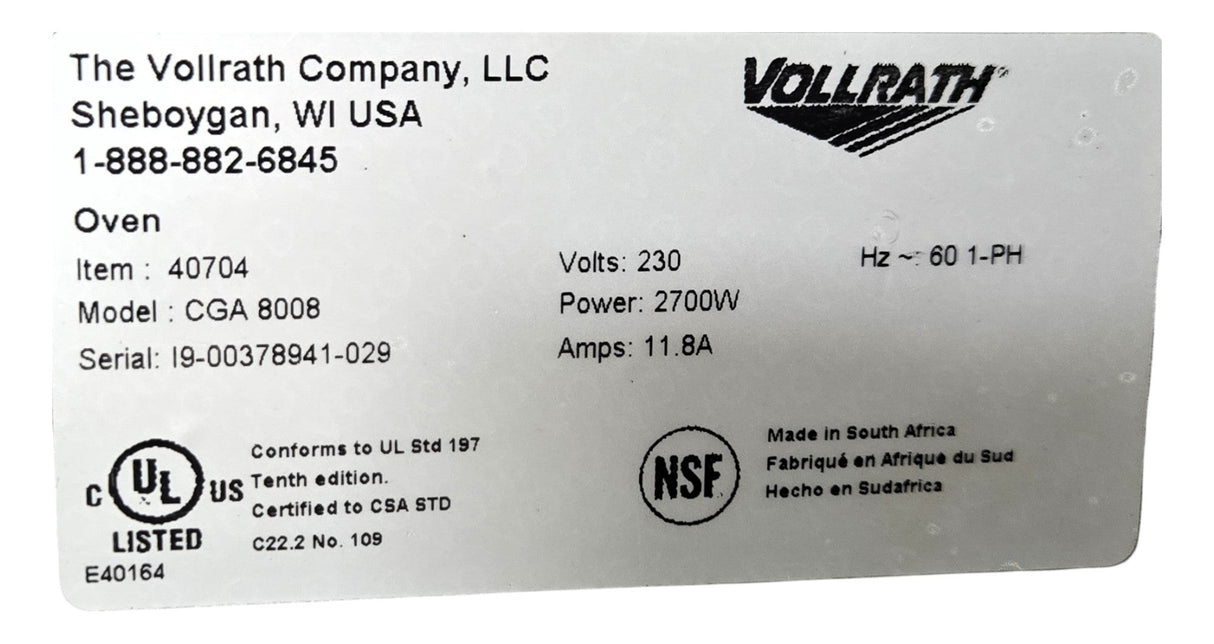 The Vollrath Company, LLC
Sheboygan, WI USA
1-888-882-6845
VOLLRATH®
Oven
Item : 40704
Model : CGA 8008
Serial: I9-00378941-029
Volts: 230
Power: 2700W
Amps: 11.8A
Hz ~: 60 1-PH
C UL US
LISTED
E40164
Conforms to UL Std 197
Tenth edition.
Certified to CSA STD
C22.2 No. 109
NSF
Made in South Africa
Fabriqué en Afrique du Sud
Hecho en Sudafrica